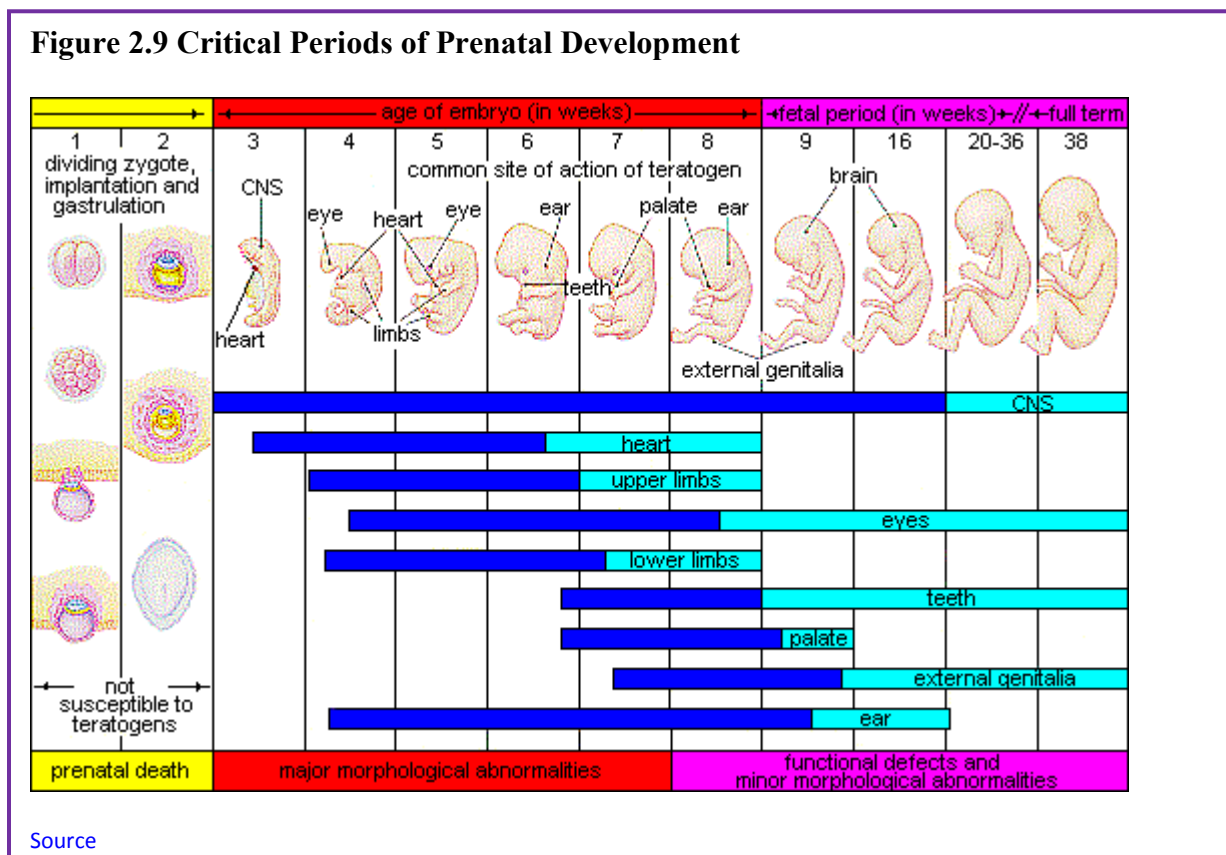 Figure 2.9 Critical Periods of Prenatal Development
age of embryo (in weeks)
fetal period (in weeks)
full term
1 2 3 4 5 6 7 8 9 16 20-36 38
dividing zygote,
implantation and
gastrulation
common site of action of teratogen
CNS
eye
heart
eye
ear
palate
ear
brain
teeth
limbs
heart
external genitalia
CNS
heart
upper limbs
eyes
lower limbs
teeth
palate
external genitalia
ear
not
susceptible to
teratogens
prenatal death
major morphological abnormalities
functional defects and
minor morphological abnormalities
Source